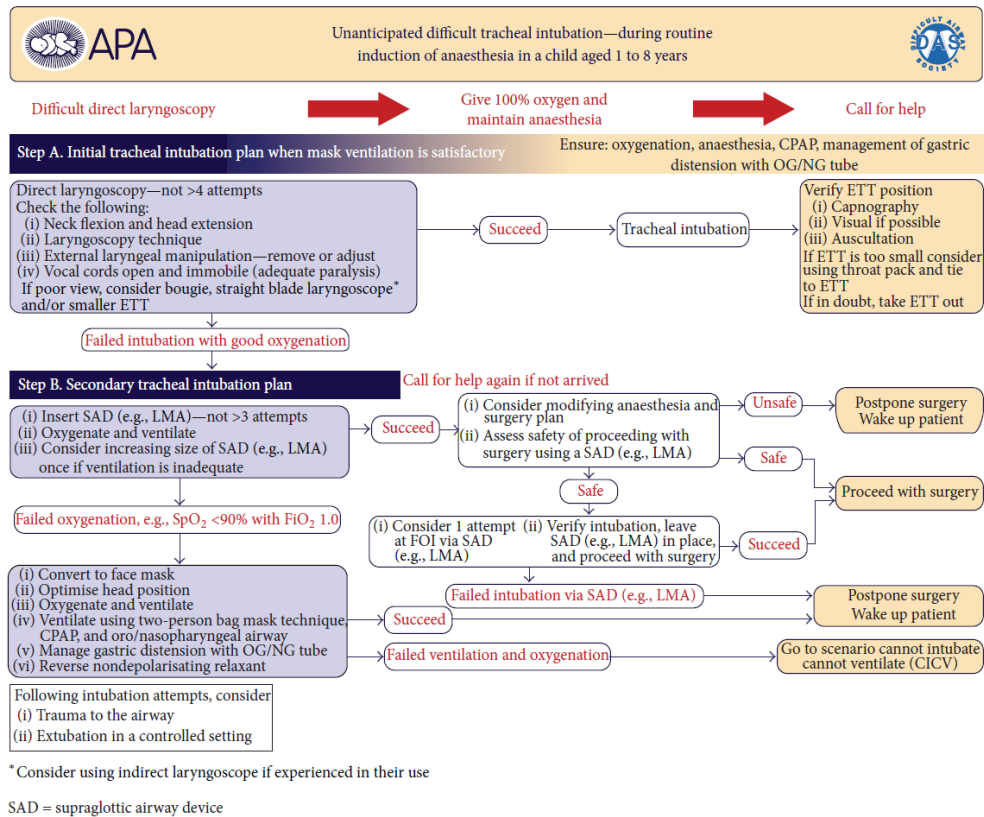 APA
Unanticipated difficult tracheal intubation—during routine
induction of anaesthesia in a child aged 1 to 8 years
DIFFICULT AIRWAY
DAS
SOCIETY
Difficult direct laryngoscopy
Give 100% oxygen and
maintain anaesthesia
Call for help
Step A. Initial tracheal intubation plan when mask ventilation is satisfactory
Ensure: oxygenation, anaesthesia, CPAP, management of gastric
distension with OG/NG tube
Direct laryngoscopy—not >4 attempts
Check the following:
(i) Neck flexion and head extension
(ii) Laryngoscopy technique
(iii) External laryngeal manipulation—remove or adjust
(iv) Vocal cords open and immobile (adequate paralysis)
If poor view, consider bougie, straight blade laryngoscope*
and/or smaller ETT
Succeed
Tracheal intubation
Verify ETT position
(i) Capnography
(ii) Visual if possible
(iii) Auscultation
If ETT is too small consider
using throat pack and tie
to ETT
If in doubt, take ETT out
Failed intubation with good oxygenation
Step B. Secondary tracheal intubation plan
Call for help again if not arrived
(i) Insert SAD (e.g., LMA)—not >3 attempts
(ii) Oxygenate and ventilate
(iii) Consider increasing size of SAD (e.g., LMA)
once if ventilation is inadequate
Succeed
(i) Consider modifying anaesthesia and
surgery plan
(ii) Assess safety of proceeding with
surgery using a SAD (e.g., LMA)
Unsafe
Postpone surgery
Wake up patient
Safe
Proceed with surgery
Safe
Failed oxygenation, e.g., SpO₂ <90% with FiO₂ 1.0
(i) Consider 1 attempt
at FOI via SAD
(e.g., LMA)
(ii) Verify intubation, leave
SAD (e.g., LMA) in place,
and proceed with surgery
Succeed
(i) Convert to face mask
(ii) Optimise head position
(iii) Oxygenate and ventilate
(iv) Ventilate using two-person bag mask technique,
CPAP, and oro/nasopharyngeal airway
(v) Manage gastric distension with OG/NG tube
(vi) Reverse nondepolarising relaxant
Failed intubation via SAD (e.g., LMA)
Postpone surgery
Wake up patient
Succeed
Failed ventilation and oxygenation
Go to scenario cannot intubate
cannot ventilate (CICV)
Following intubation attempts, consider
(i) Trauma to the airway
(ii) Extubation in a controlled setting
*Consider using indirect laryngoscope if experienced in their use
SAD = supraglottic airway device